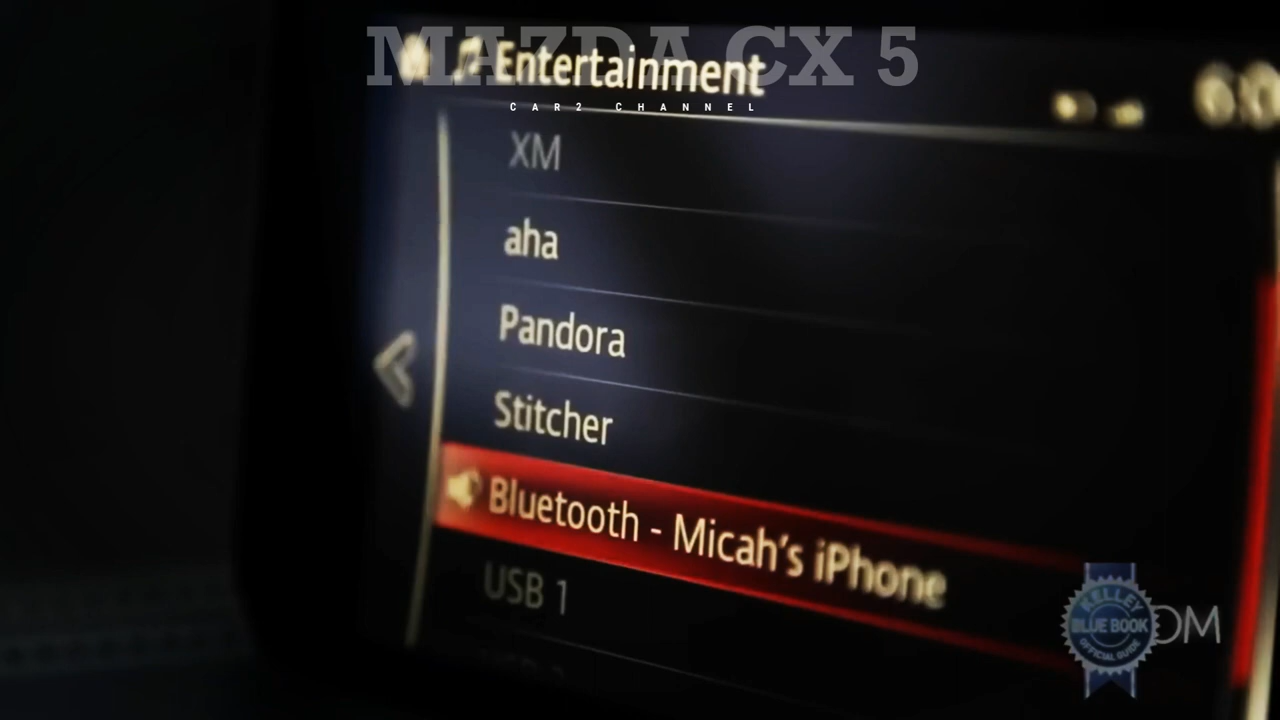 MAZDA CX 5
Entertainment
CAR2 CHANNEL
XM
aha
Pandora
Stitcher
Bluetooth - Micah's iPhone
USB 1
KELLEY
BLUE BOOK
OFFICIAL GUIDE